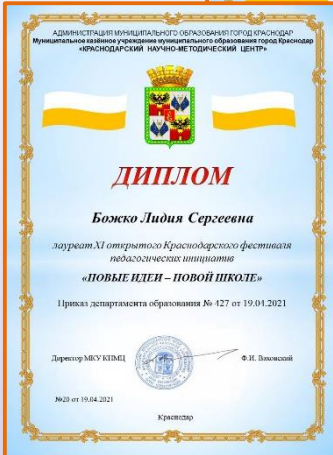 АДМИНИСТРАЦИЯ МУНИЦИПАЛЬНОГО ОБРАЗОВАНИЯ ГОРОД КРАСНОДАР
Муниципальное казённое учреждение муниципального образования город Краснодар
«КРАСНОДАРСКИЙ НАУЧНО-МЕТОДИЧЕСКИЙ ЦЕНТР»
ДИПЛОМ
Божко Лидия Сергеевна
лауреат XI открытого Краснодарского фестиваля
педагогических инициатив
«НОВЫЕ ИДЕИ – НОВОЙ ШКОЛЕ»
Приказ департамента образования № 427 от 19.04.2021
Директор МКУ КНМЦ Ф.И. Ваховский
№20 от 19.04.2021
Краснодар